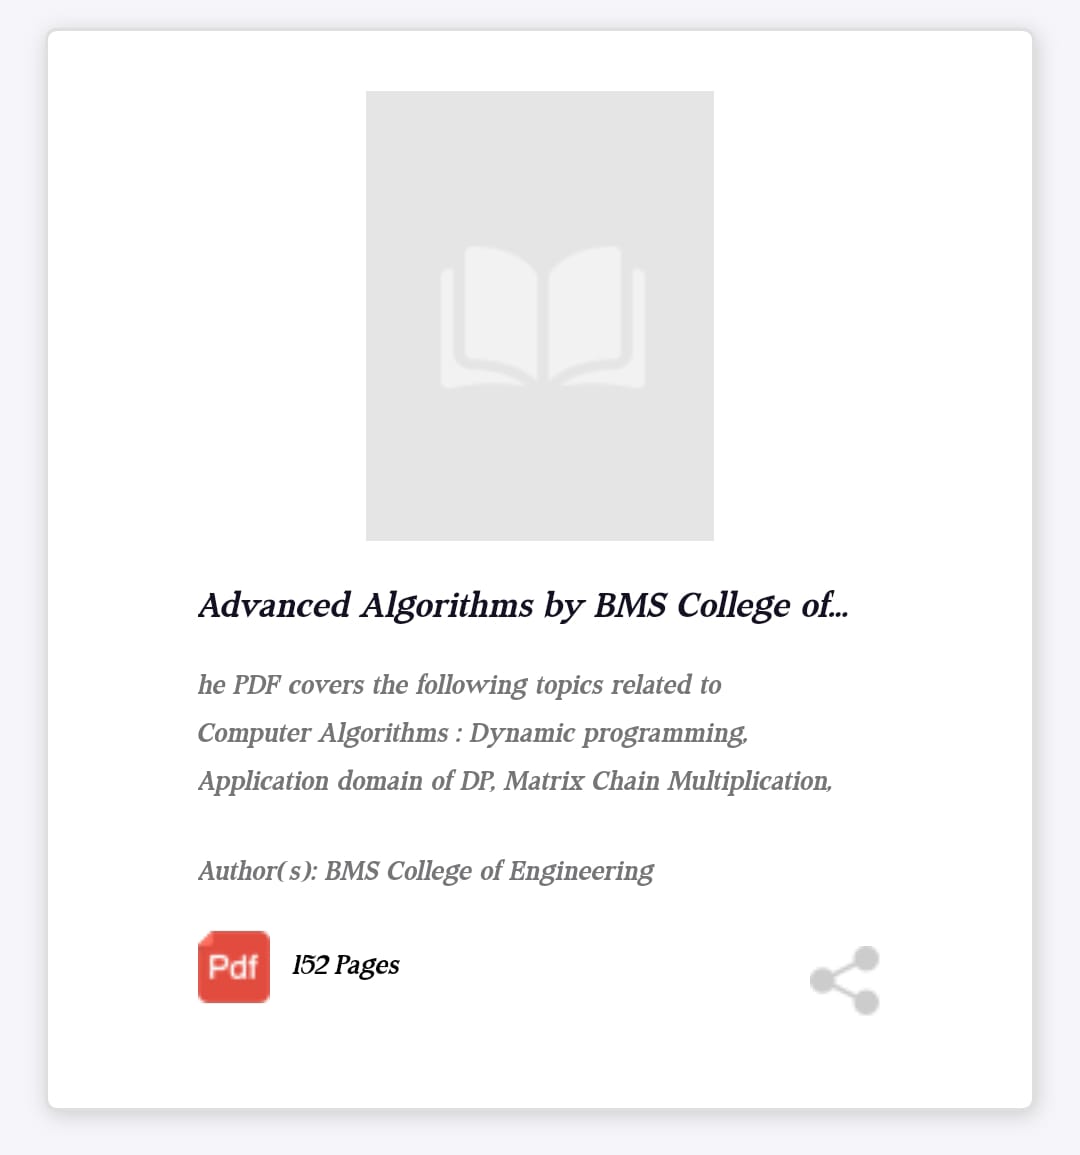 Advanced Algorithms by BMS College of...
he PDF covers the following topics related to
Computer Algorithms : Dynamic programming,
Application domain of DP, Matrix Chain Multiplication,
Author(s): BMS College of Engineering
Pdf 152 Pages